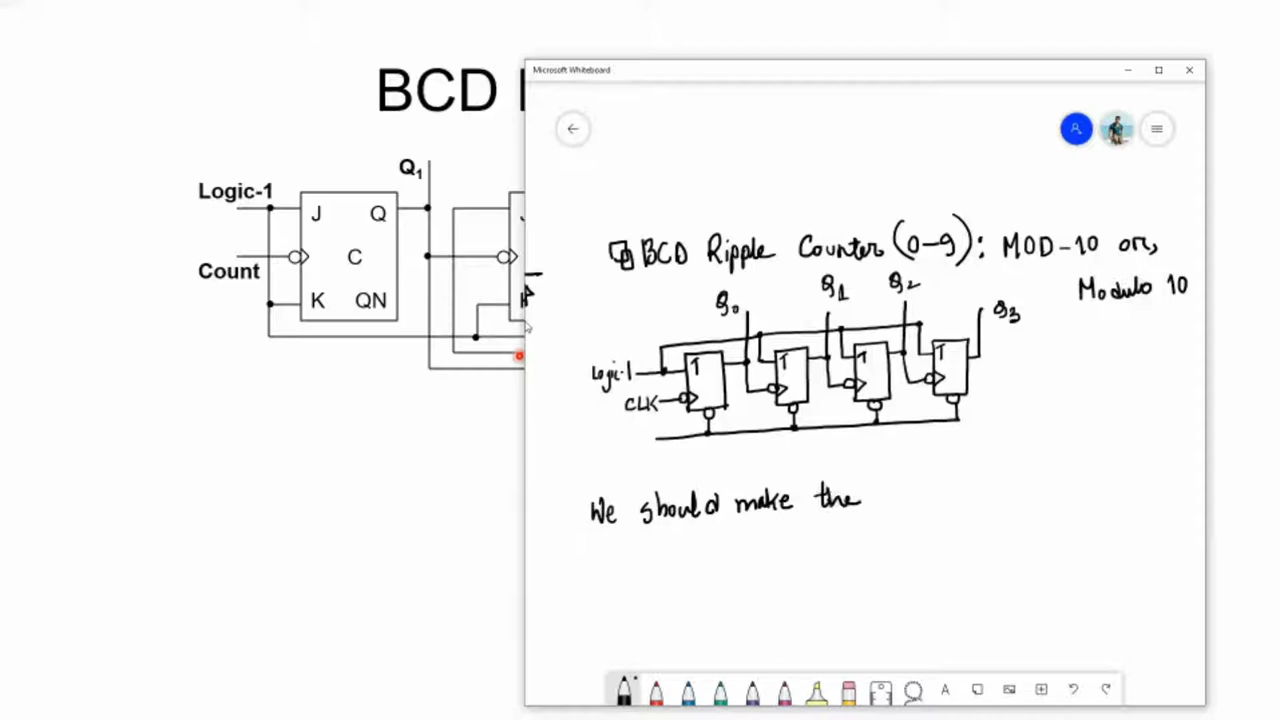 BCD
Q1
Logic-1
J Q
C
Count
K QN
Microsoft Whiteboard
BCD Ripple Counter (0-9): MOD-10 or,
Modulo 10
Q0 Q1 Q2 Q3
T T T T
Logic-1
CLK
We should make the
A